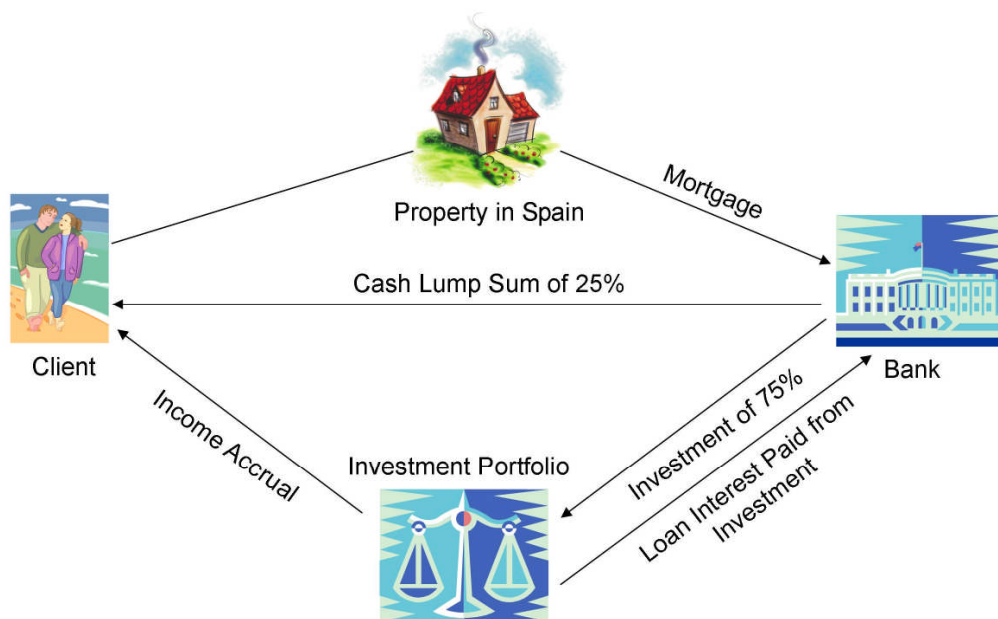 Property in Spain
Mortgage
Cash Lump Sum of 25%
Client
Bank
Income Accrual
Investment Portfolio
Investment of 75%
Loan Interest Paid from
Investment